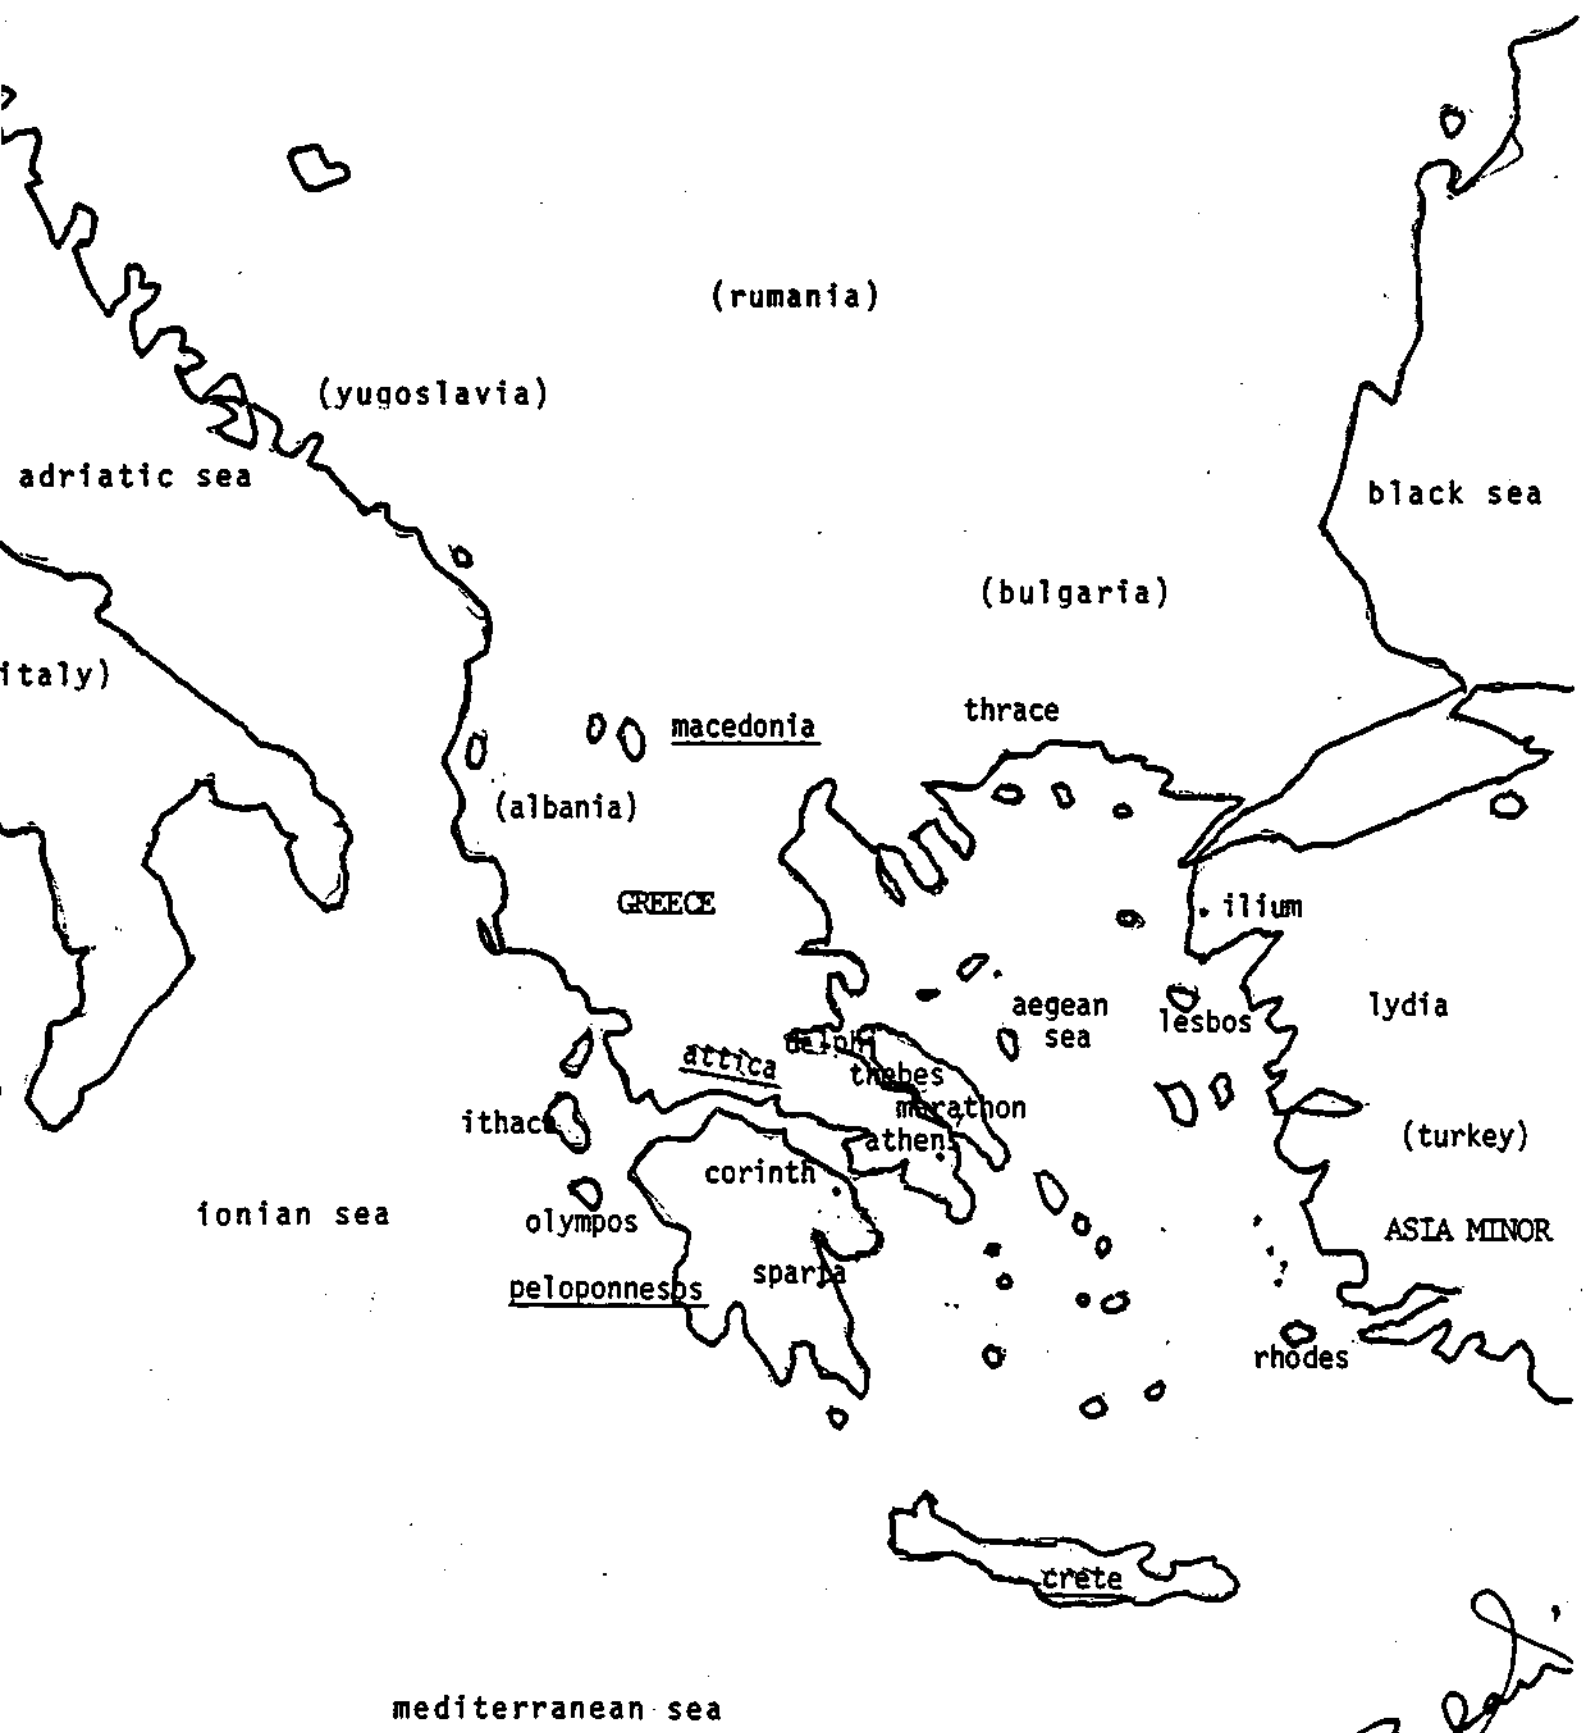 (rumania)
(yugoslavia)
adriatic sea
black sea
(bulgaria)
italy)
thrace
macedonia
(albania)
GREECE
ilium
aegean
sea
lesbos
lydia
delphi
attica
thebes
marathon
ithaca
athens
(turkey)
corinth
ionian sea
olympos
ASIA MINOR
sparta
peloponnesos
rhodes
crete
mediterranean sea